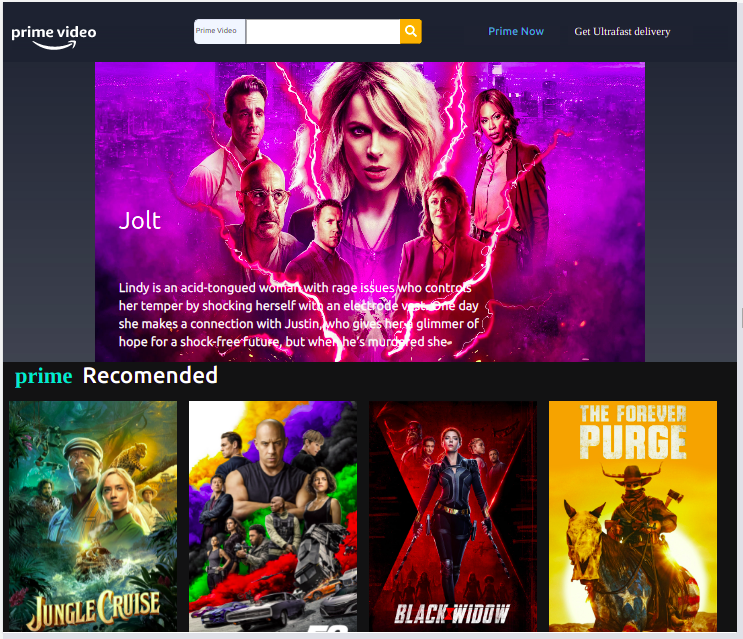 prime video
Prime Video
Prime Now
Get Ultrafast delivery
Jolt
Lindy is an acid-tongued woman with rage issues who controls
her temper by shocking herself with an electrode vest. One day
she makes a connection with Justin, who gives her a glimmer of
hope for a shock-free future, but when he's murdered she
prime Recomended
JUNGLE CRUISE
BLACK WIDOW
THE FOREVER
PURGE